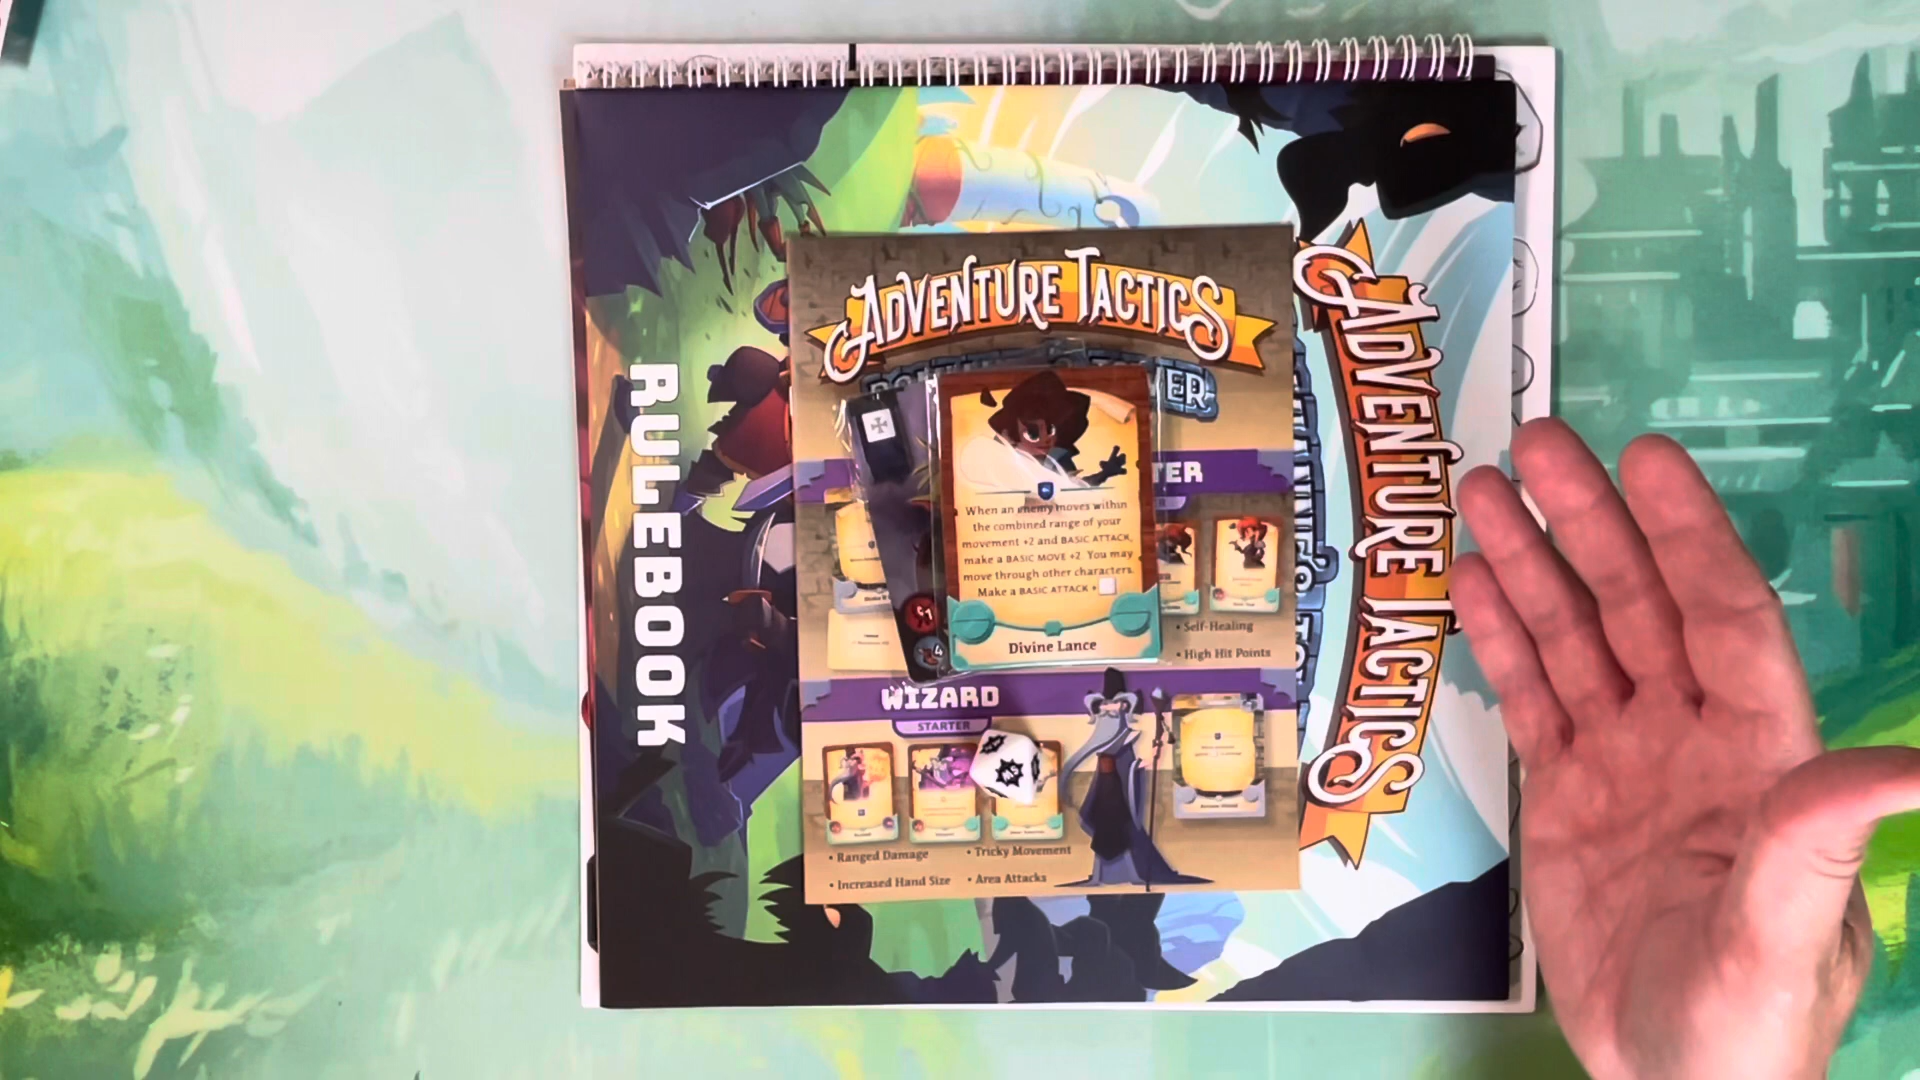 ADVENTURE TACTICS
ER
TER
When an enemy moves within
the combined range of your
movement +2 and BASIC ATTACK,
make a BASIC MOVE +2. You may
move through other characters.
Make a BASIC ATTACK +
Divine Lance
• Self-Healing
• High Hit Points
WIZARD
STARTER
• Ranged Damage
• Tricky Movement
• Increased Hand Size
• Area Attacks
RULEBOOK
ADVENTURE TACTICS